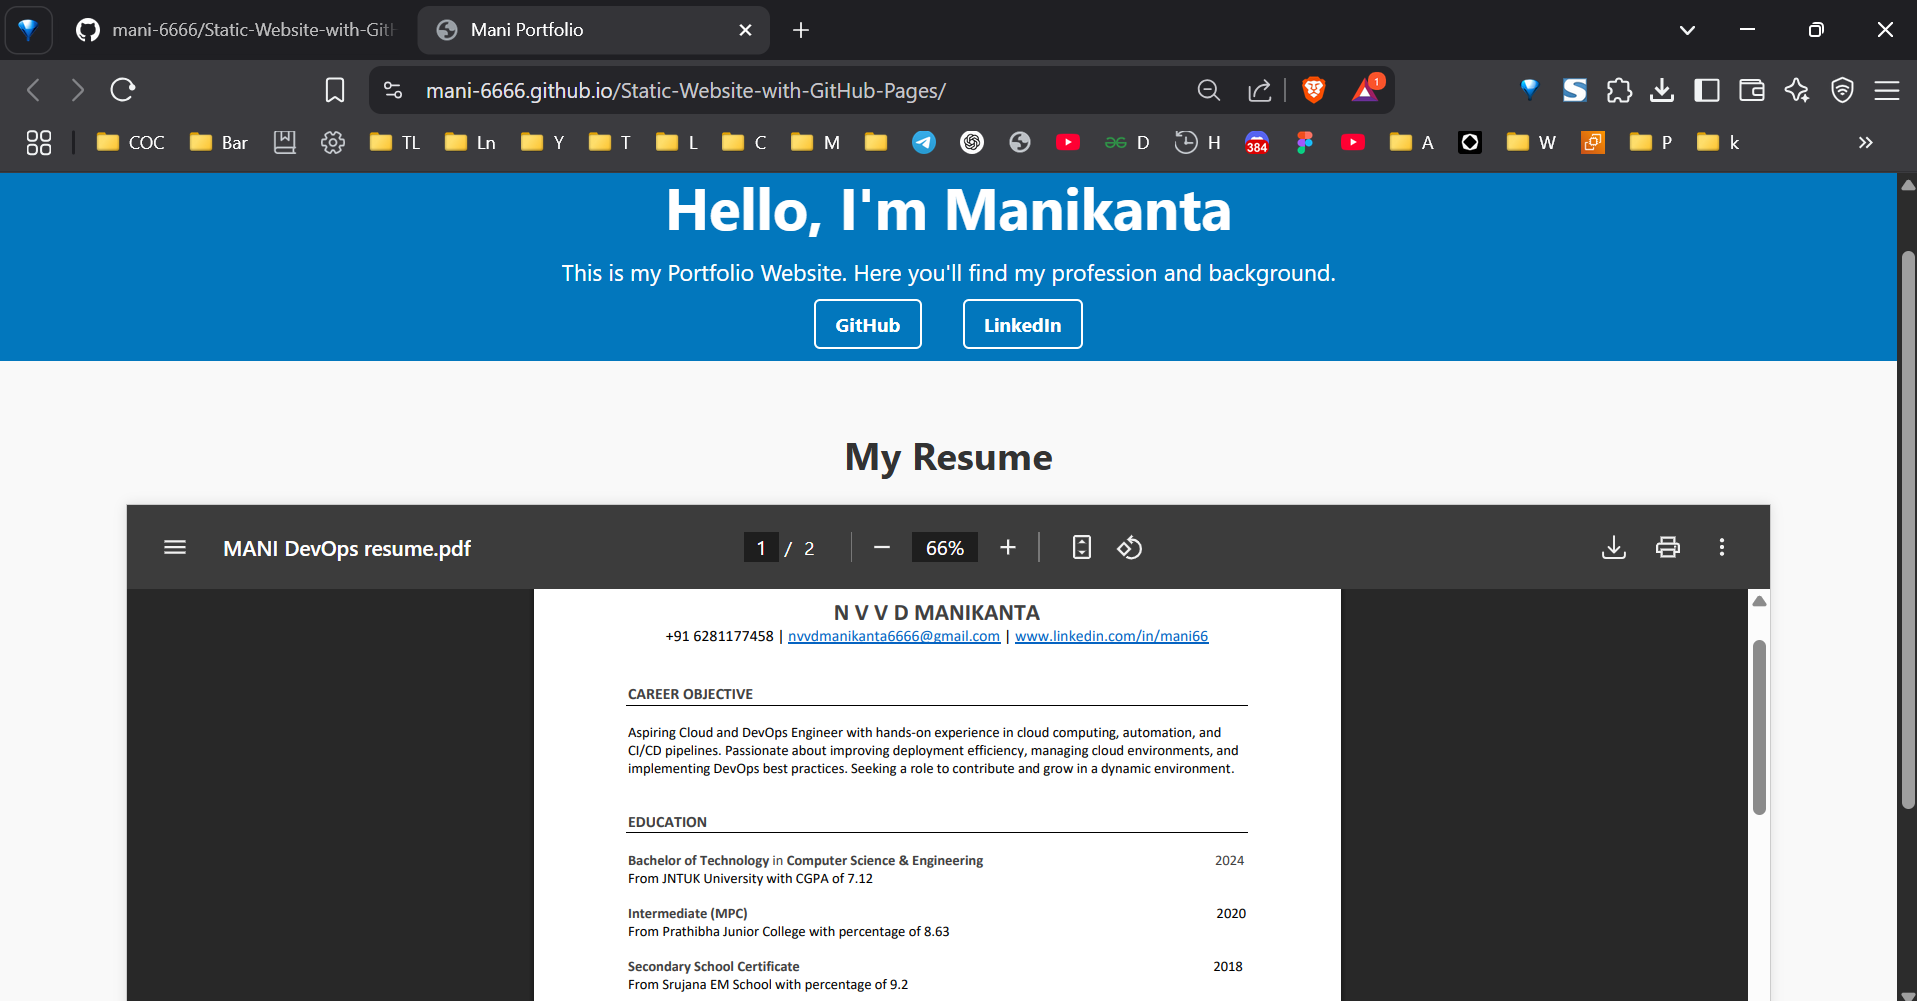 mani-6666/Static-Website-with-Gith
Mani Portfolio
mani-6666.github.io/Static-Website-with-GitHub-Pages/
1
COC Bar TL Ln Y T L C M D H 384 A W P k
Hello, I'm Manikanta
This is my Portfolio Website. Here you'll find my profession and background.
GitHub LinkedIn
My Resume
MANI DevOps resume.pdf 1 / 2 66%
N V V D MANIKANTA
+91 6281177458 | nvvdmanikanta6666@gmail.com | www.linkedin.com/in/mani66
CAREER OBJECTIVE
Aspiring Cloud and DevOps Engineer with hands-on experience in cloud computing, automation, and
CI/CD pipelines. Passionate about improving deployment efficiency, managing cloud environments, and
implementing DevOps best practices. Seeking a role to contribute and grow in a dynamic environment.
EDUCATION
Bachelor of Technology in Computer Science & Engineering 2024
From JNTUK University with CGPA of 7.12
Intermediate (MPC) 2020
From Prathibha Junior College with percentage of 8.63
Secondary School Certificate 2018
From Srujana EM School with percentage of 9.2